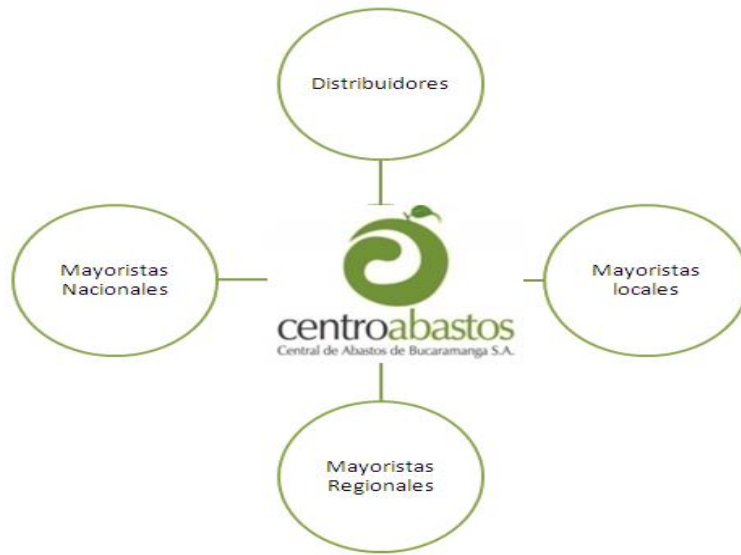 Distribuidores
Mayoristas
Nacionales
Mayoristas
locales
centroabastos
Central de Abastos de Bucaramanga S.A.
Mayoristas
Regionales